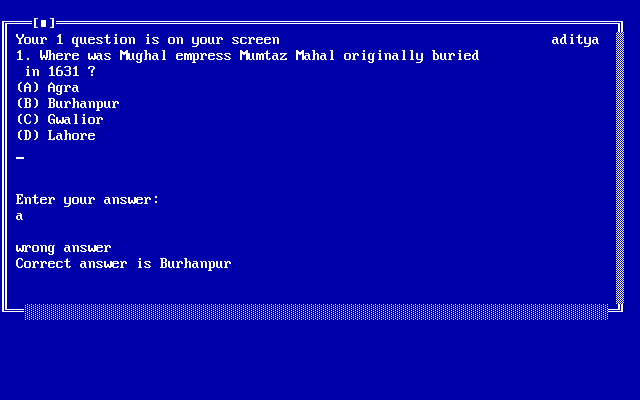 Your 1 question is on your screen aditya
1. Where was Mughal empress Mumtaz Mahal originally buried
in 1631 ?
(A) Agra
(B) Burhanpur
(C) Gwalior
(D) Lahore
Enter your answer:
a
wrong answer
Correct answer is Burhanpur